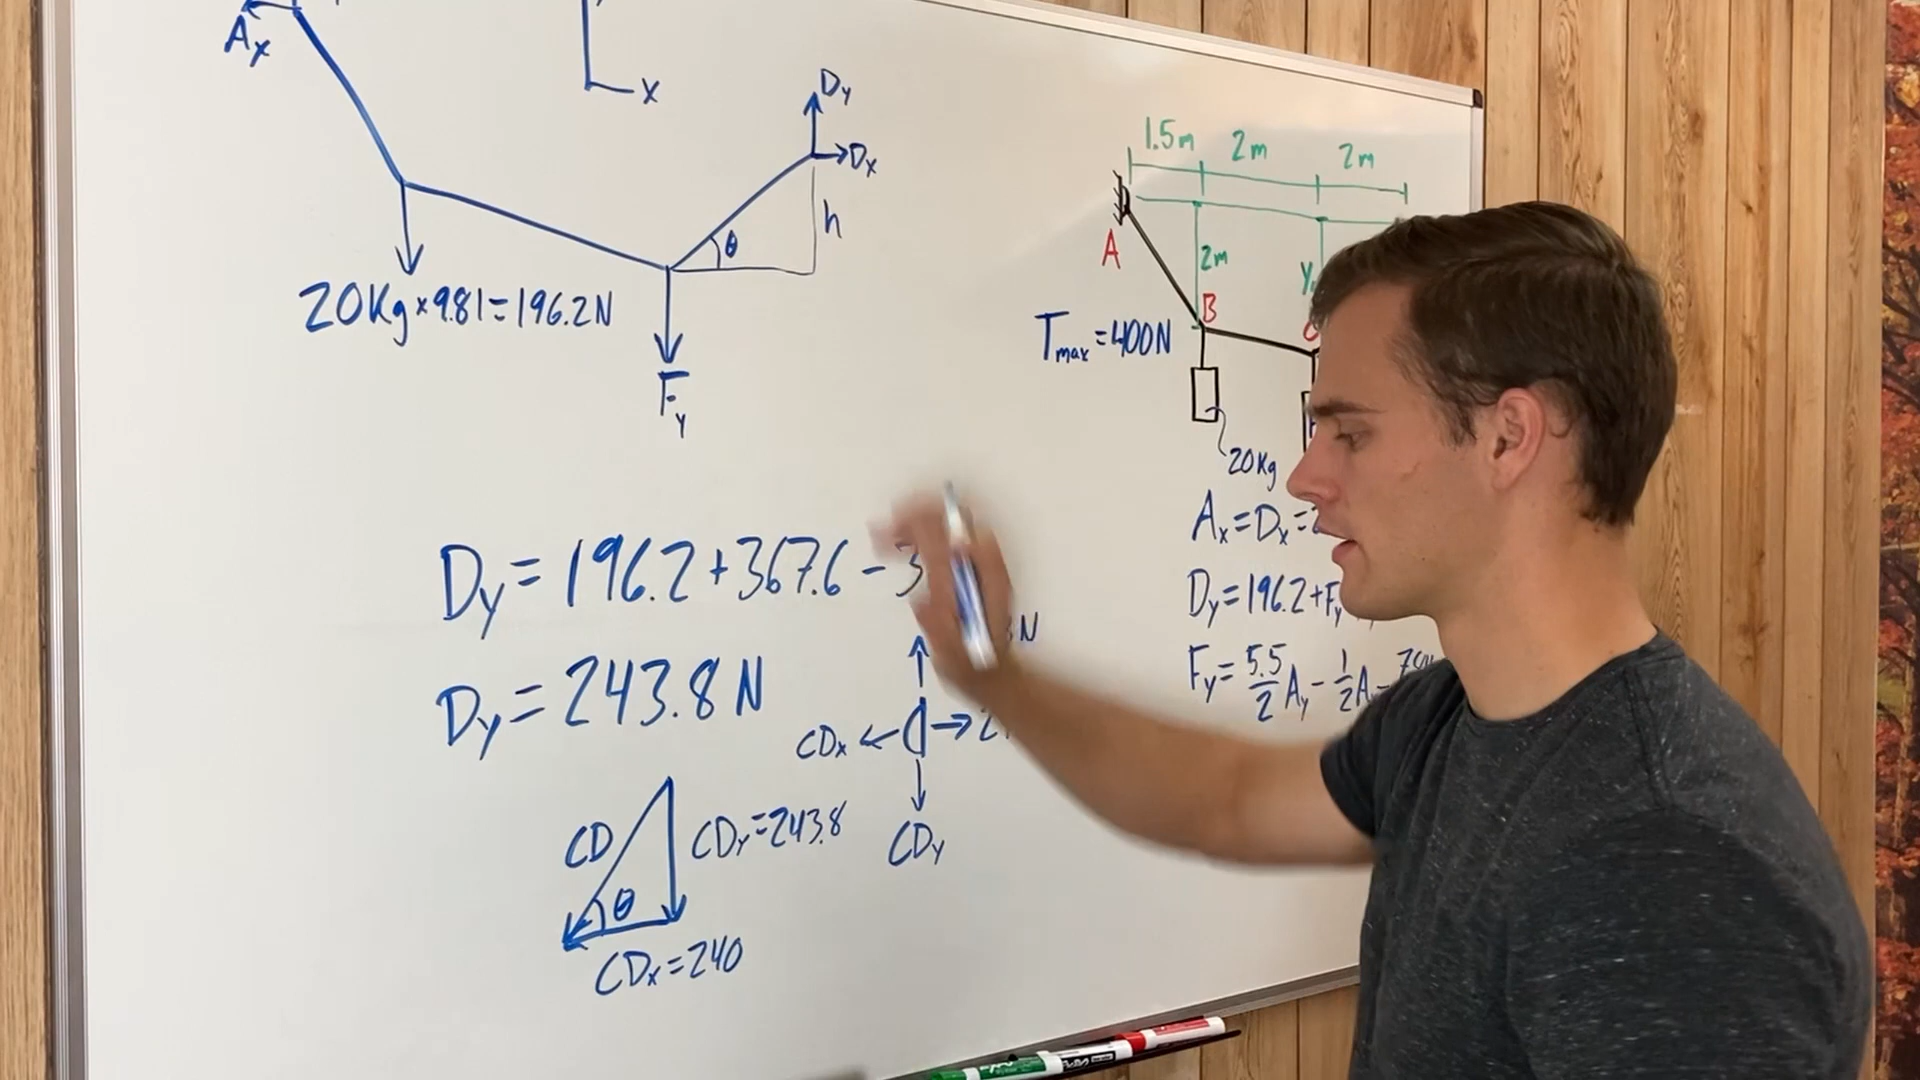 Ax
x
Dy
Dx
h
θ
20Kg×9.81=196.2N
Fy
1.5m
2m
2m
A
2m
B
Tmax=400N
20Kg
Ax=Dx=
Dy=196.2+Fy
Fy=5.5/2 Ay-1/2A
Dy=196.2+367.6-3
N
Dy=243.8N
CDx
CDy
CD
CDy=243.8
θ
CDx=240